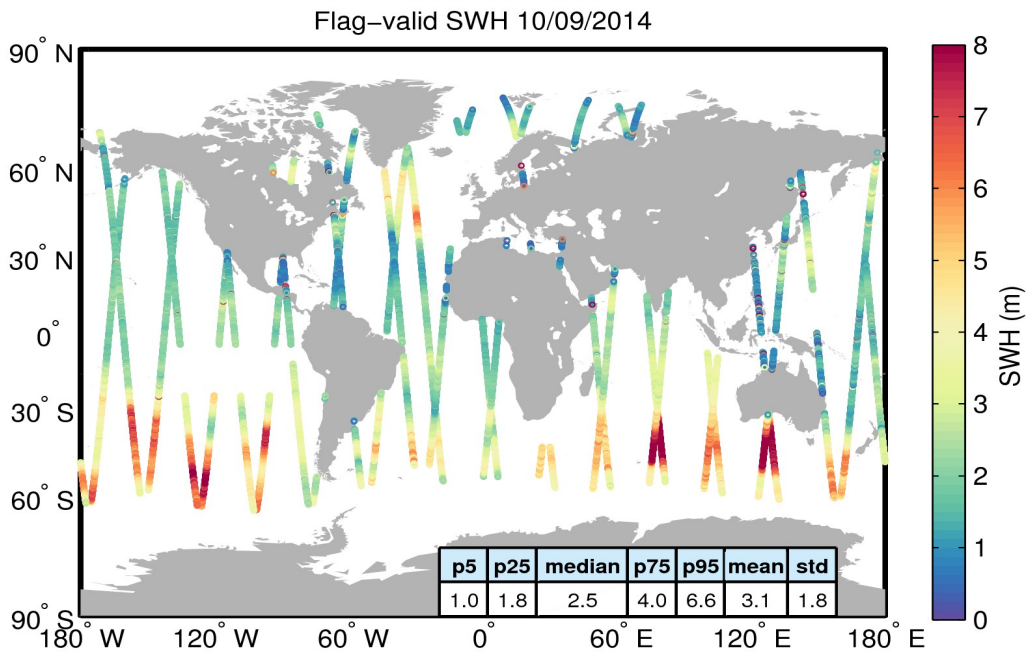 Flag−valid SWH 10/09/2014
90° N
60° N
30° N
0°
30° S
60° S
90° S
180° W
120° W
60° W
0°
60° E
120° E
180° E
p5 p25 median p75 p95 mean std
1.0 1.8 2.5 4.0 6.6 3.1 1.8
8
7
6
5
4
3
2
1
0
SWH (m)